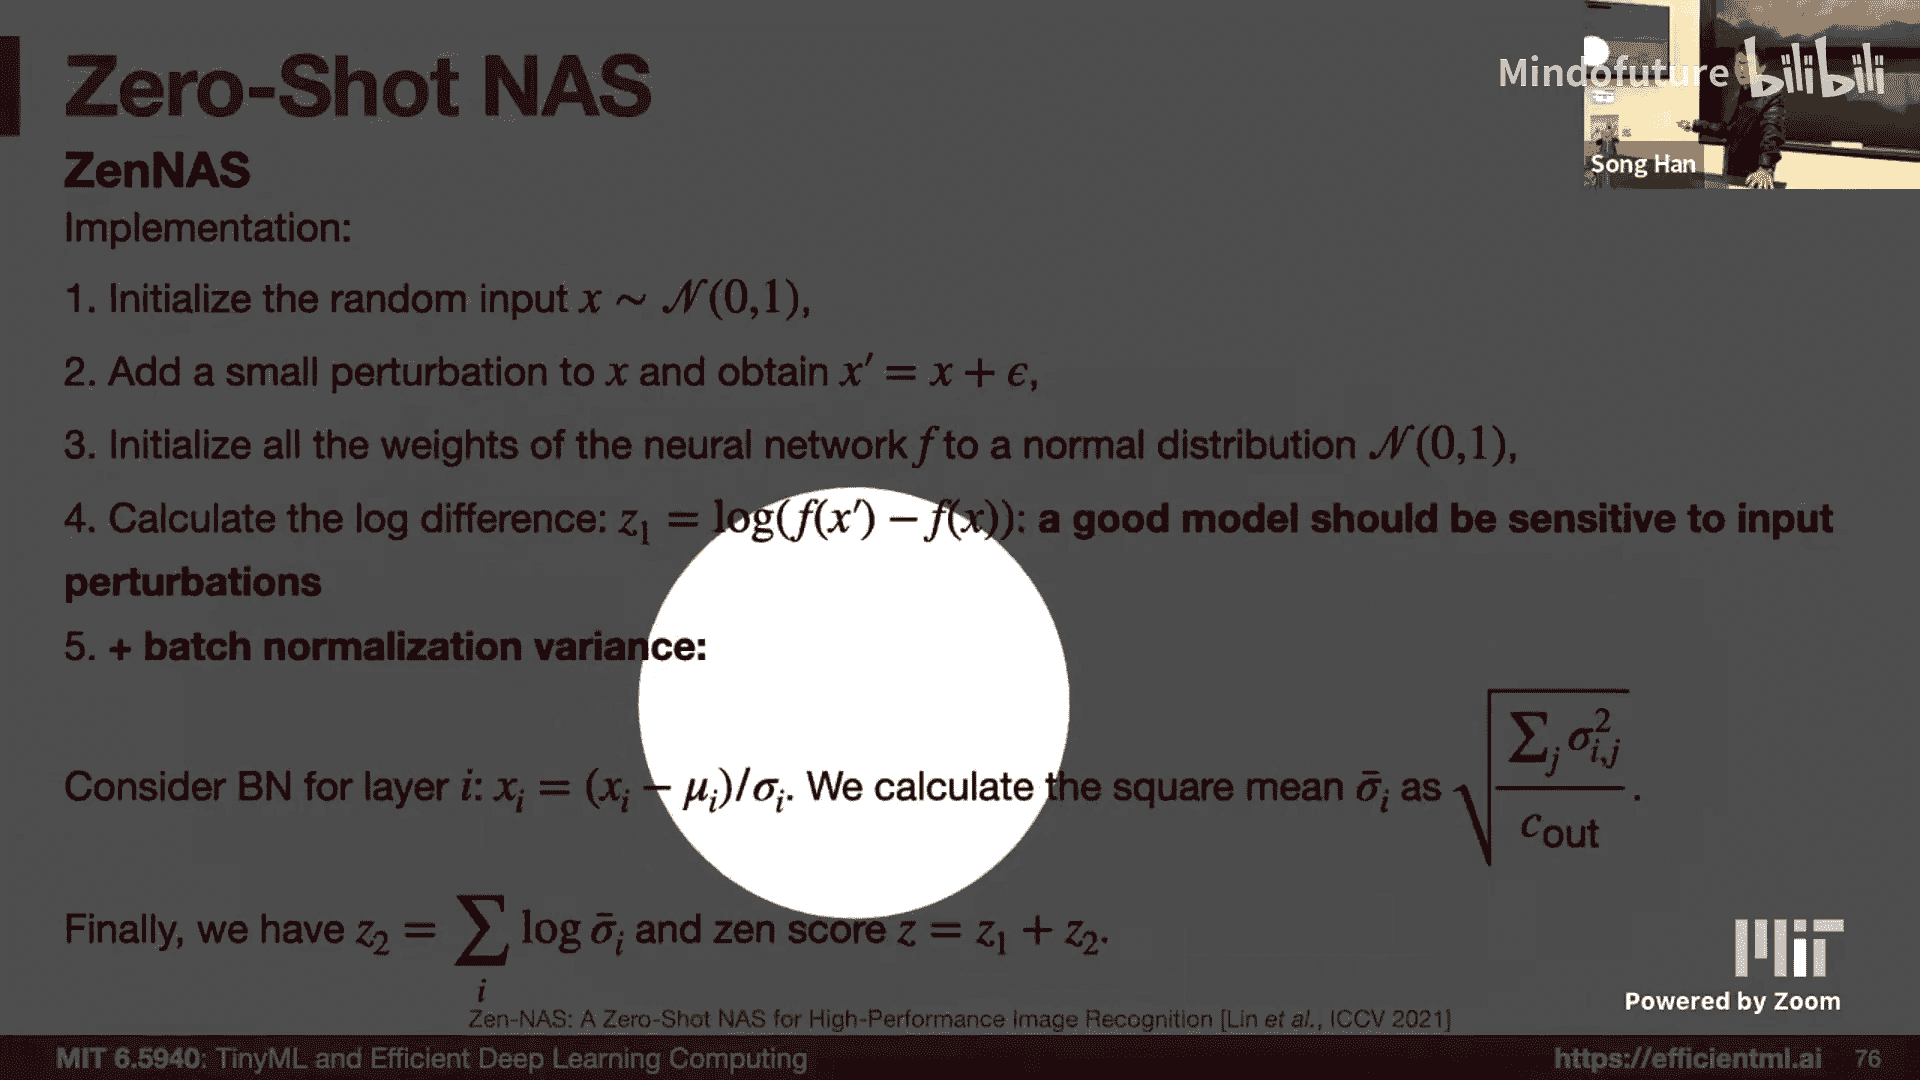 Zero-Shot NAS
Mindofuture bilibili
Song Han
ZenNAS
Implementation:
1. Initialize the random input x ~ 𝒩(0,1),
2. Add a small perturbation to x and obtain x′ = x + ϵ,
3. Initialize all the weights of the neural network f to a normal distribution 𝒩(0,1),
4. Calculate the log difference: z₁ = log(f(x′) − f(x)): a good model should be sensitive to input
perturbations
5. + batch normalization variance:
Consider BN for layer i: xᵢ = (xᵢ − μᵢ)/σᵢ. We calculate the square mean σ̄ᵢ as √(∑ⱼ σ²ᵢ,ⱼ / c_out).
Finally, we have z₂ = ∑ᵢ log σ̄ᵢ and zen score z = z₁ + z₂.
MIT
Powered by Zoom
Zen-NAS: A Zero-Shot NAS for High-Performance Image Recognition [Lin et al., ICCV 2021]
MIT 6.5940: TinyML and Efficient Deep Learning Computing
https://efficientml.ai 76